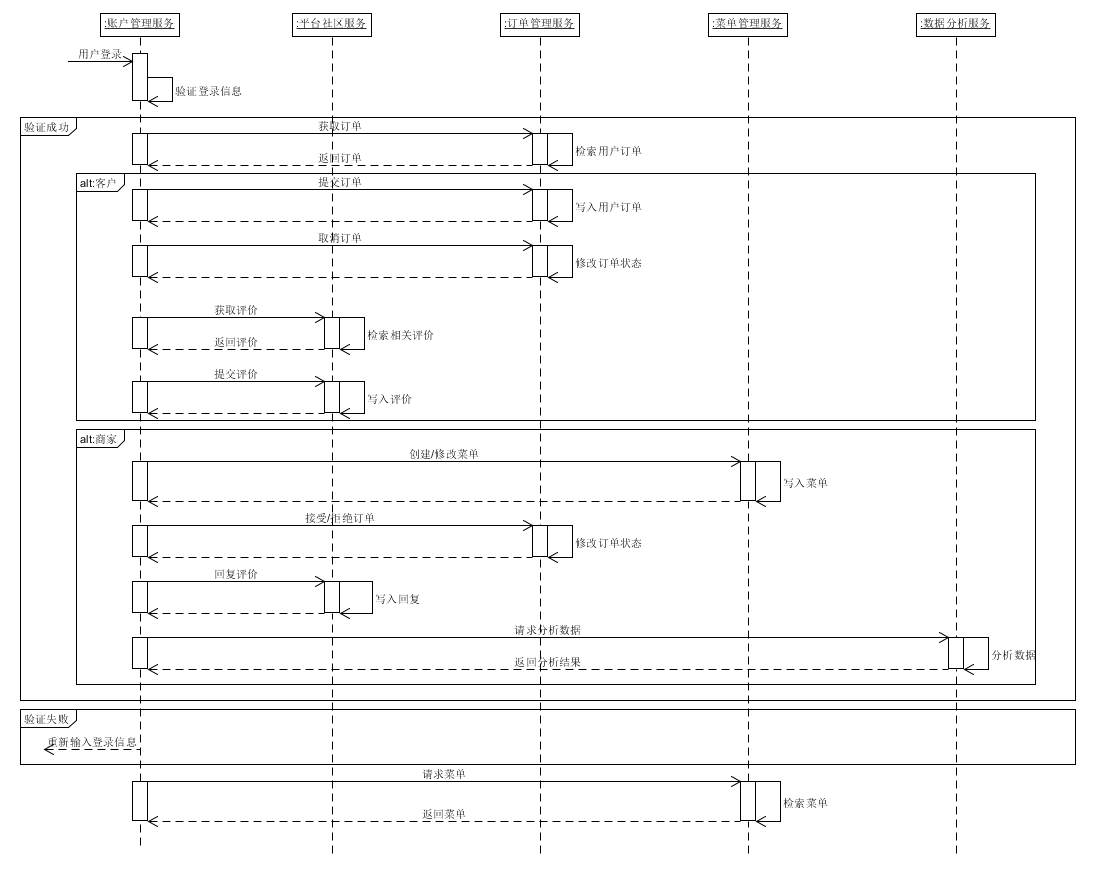 :账户管理服务
:平台社区服务
:订单管理服务
:菜单管理服务
:数据分析服务
用户登录
验证登录信息
验证成功
获取订单
检索用户订单
返回订单
alt:客户
提交订单
写入用户订单
取消订单
修改订单状态
获取评价
检索相关评价
返回评价
提交评价
写入评价
alt:商家
创建/修改菜单
写入菜单
接受/拒绝订单
修改订单状态
回复评价
写入回复
请求分析数据
分析数据
返回分析结果
验证失败
重新输入登录信息
请求菜单
检索菜单
返回菜单